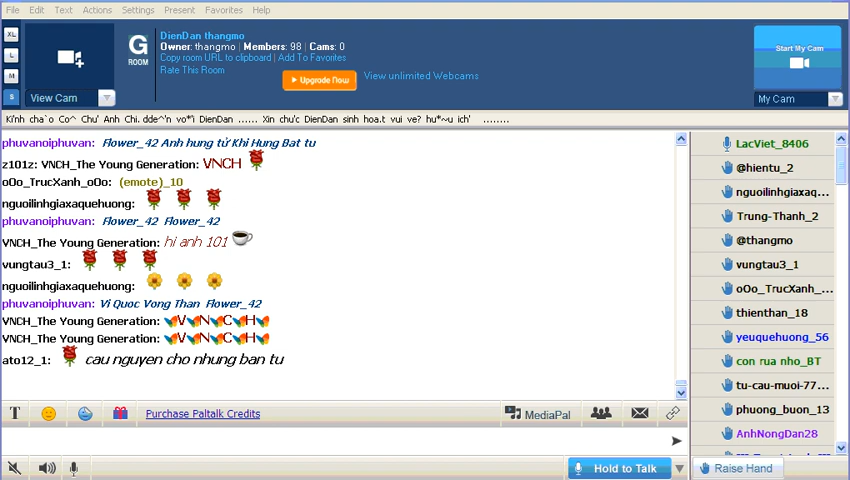 File Edit Text Actions Settings Present Favorites Help
XL
L
M
S
View Cam
G
ROOM
DienDan thangmo
Owner: thangmo | Members: 98 | Cams: 0
Copy room URL to clipboard | Add To Favorites
Rate This Room
Upgrade Now
View unlimited Webcams
Start My Cam
My Cam
Ki'nh cha`o Co^ Chu' Anh Chi. dde^'n vo*'i DienDan ...... Xin chu'c DienDan sinh hoa.t vui ve? hu*~u ich' ........
phuvanoiphuvan: Flower_42 Anh hung tử Khi Hung Bat tu
z101z: VNCH_The Young Generation: VNCH
oOo_TrucXanh_oOo: (emote)_10
nguoilinhgiaxaquehuong:
phuvanoiphuvan: Flower_42 Flower_42
VNCH_The Young Generation: hi anh 101
vungtau3_1:
nguoilinhgiaxaquehuong:
phuvanoiphuvan: Vi Quoc Vong Than Flower_42
VNCH_The Young Generation: V N C H
VNCH_The Young Generation: V N C H
ato12_1: cau nguyen cho nhung ban tu
LacViet_8406
@hientu_2
nguoilinhgiaxaq...
Trung-Thanh_2
@thangmo
vungtau3_1
oOo_TrucXanh_o...
thienthan_18
yeuquehuong_56
con rua nho_BT
tu-cau-muoi-77...
phuong_buon_13
AnhNongDan28
T
Purchase Paltalk Credits
MediaPal
Hold to Talk
Raise Hand